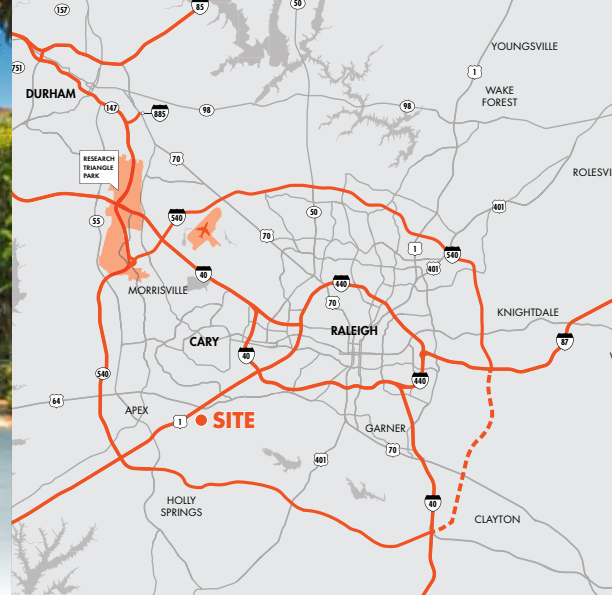 157
85
50
YOUNGSVILLE
751
1
DURHAM
WAKE
FOREST
147
885
98
98
RESEARCH
TRIANGLE
PARK
70
ROLESVI
401
55
540
50
70
1
540
401
40
MORRISVILLE
440
70
KNIGHTDALE
RALEIGH
CARY
87
40
540
440
64
APEX
1
SITE
GARNER
70
401
HOLLY
SPRINGS
40
CLAYTON